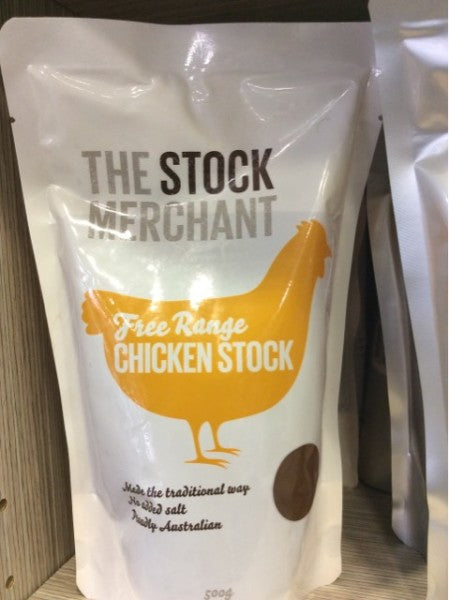 THE STOCK
MERCHANT
Free Range
CHICKEN STOCK
Made the traditional way
No added salt
Proudly Australian
500g